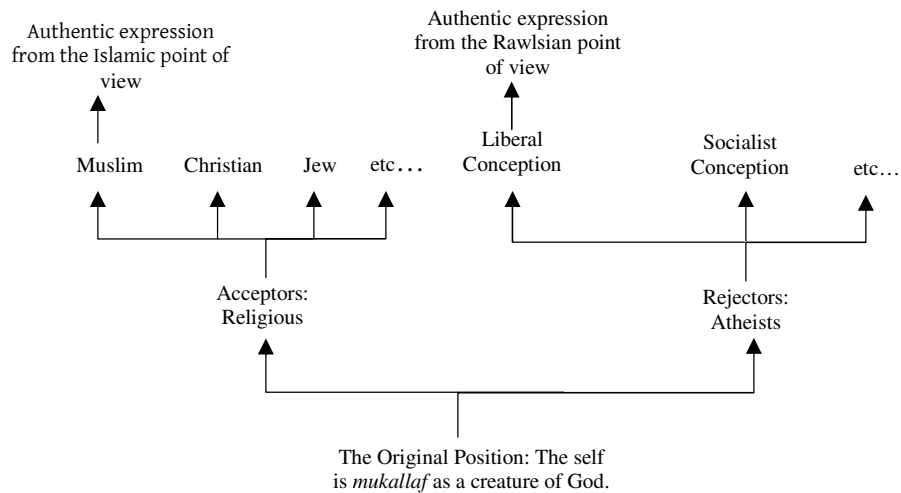 Authentic expression
from the Islamic point of
view
Authentic expression
from the Rawlsian point
of view
Muslim
Christian
Jew
etc...
Liberal
Conception
Socialist
Conception
etc...
Acceptors:
Religious
Rejectors:
Atheists
The Original Position: The self
is mukallaf as a creature of God.